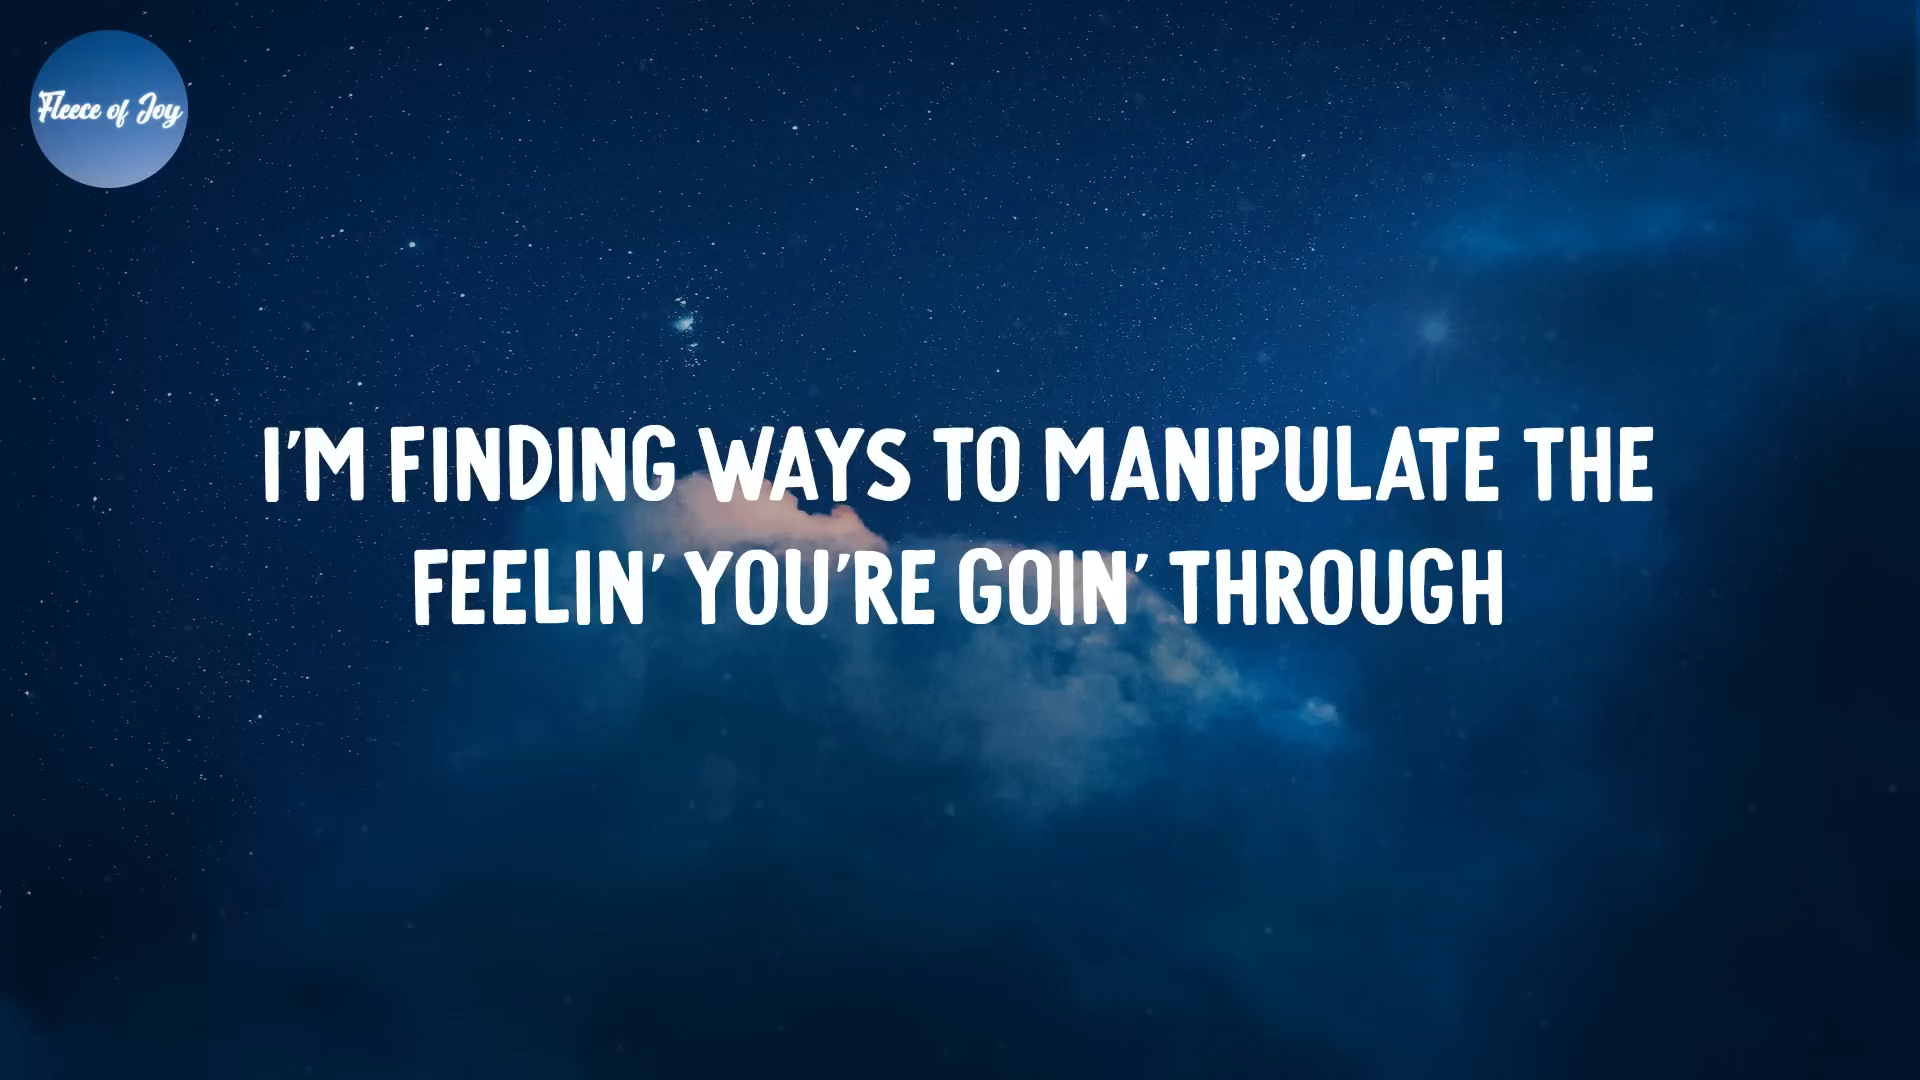 Fleece of Joy
I'M FINDING WAYS TO MANIPULATE THE
FEELIN' YOU'RE GOIN' THROUGH